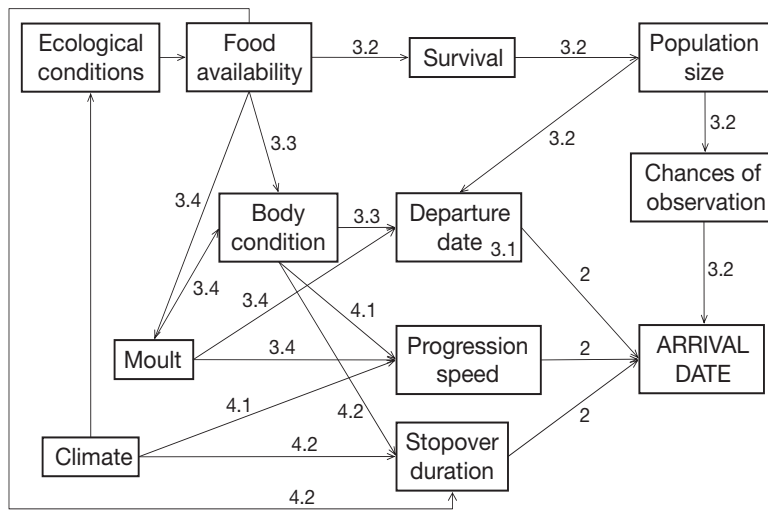 Ecological
conditions
Food
availability
3.2
Survival
3.2
Population
size
3.3
3.2
3.2
3.4
Body
condition
3.3
Departure
date
3.1
Chances of
observation
3.4
3.4
2
3.2
4.1
Moult
3.4
Progression
speed
2
ARRIVAL
DATE
4.1
4.2
2
Climate
4.2
Stopover
duration
4.2